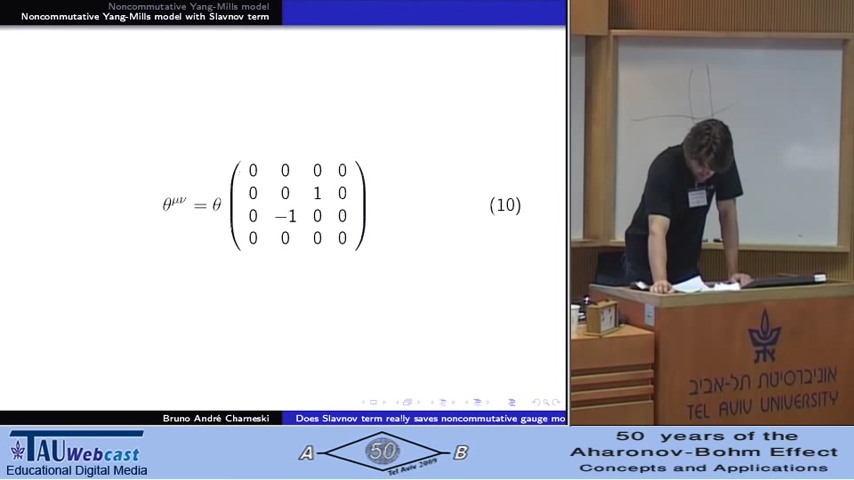 Noncommutative Yang-Mills model
Noncommutative Yang-Mills model with Slavnov term
θ^{μν} = θ
0 0 0 0
0 0 1 0
0 −1 0 0
0 0 0 0
(10)
Bruno André Charneski
Does Slavnov term really saves noncommutative gauge mo
אוניברסיטת תל-אביב
TEL AVIV UNIVERSITY
TAU Webcast
Educational Digital Media
A 50 B
Tel Aviv 2009
50 years of the
Aharonov-Bohm Effect
Concepts and Applications